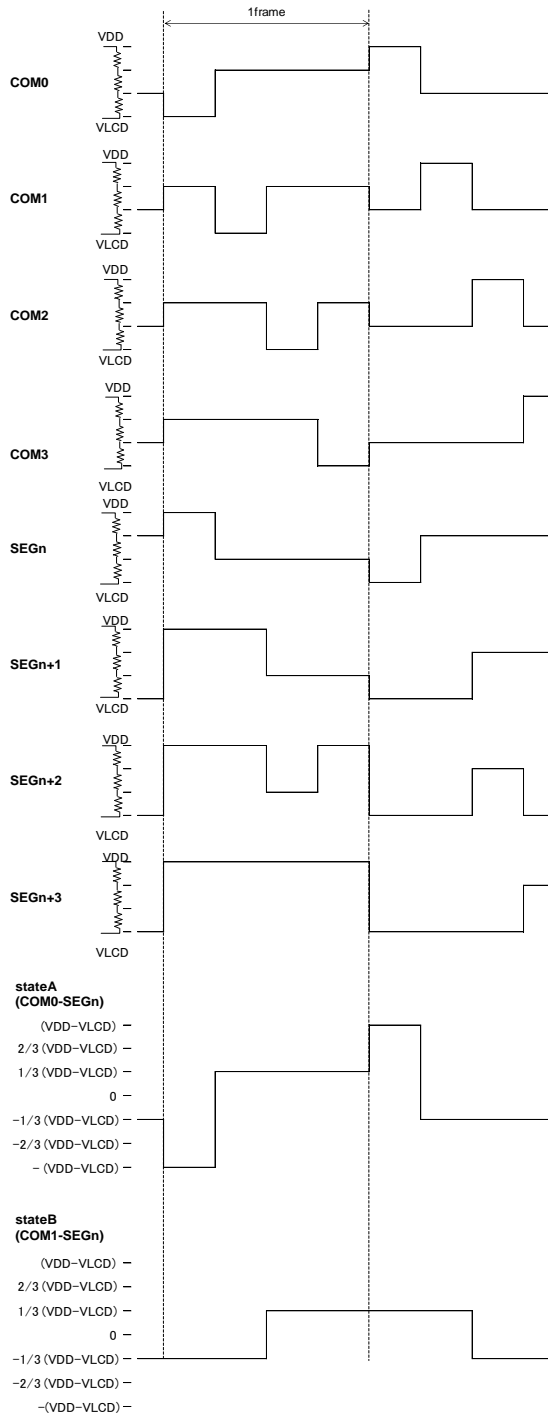 1frame
VDD
COM0
VLCD
VDD
COM1
VLCD
VDD
COM2
VLCD
VDD
COM3
VLCD
VDD
SEGn
VLCD
VDD
SEGn+1
VLCD
VDD
SEGn+2
VLCD
VDD
SEGn+3
VLCD
stateA
(COM0-SEGn)
(VDD-VLCD)
2/3 (VDD-VLCD)
1/3 (VDD-VLCD)
0
-1/3 (VDD-VLCD)
-2/3 (VDD-VLCD)
- (VDD-VLCD)
stateB
(COM1-SEGn)
(VDD-VLCD)
2/3 (VDD-VLCD)
1/3 (VDD-VLCD)
0
-1/3 (VDD-VLCD)
-2/3 (VDD-VLCD)
-(VDD-VLCD)